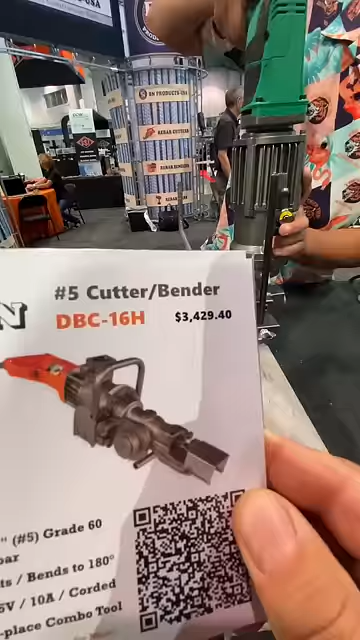 -USA
BN PRODUCTS-USA
REBAR CUTTERS
REBAR BENDERS
N
#5 Cutter/Bender
DBC-16H
$3,429.40
" (#5) Grade 60
bar
ts / Bends to 180°
5V / 10A / Corded
-place Combo Tool